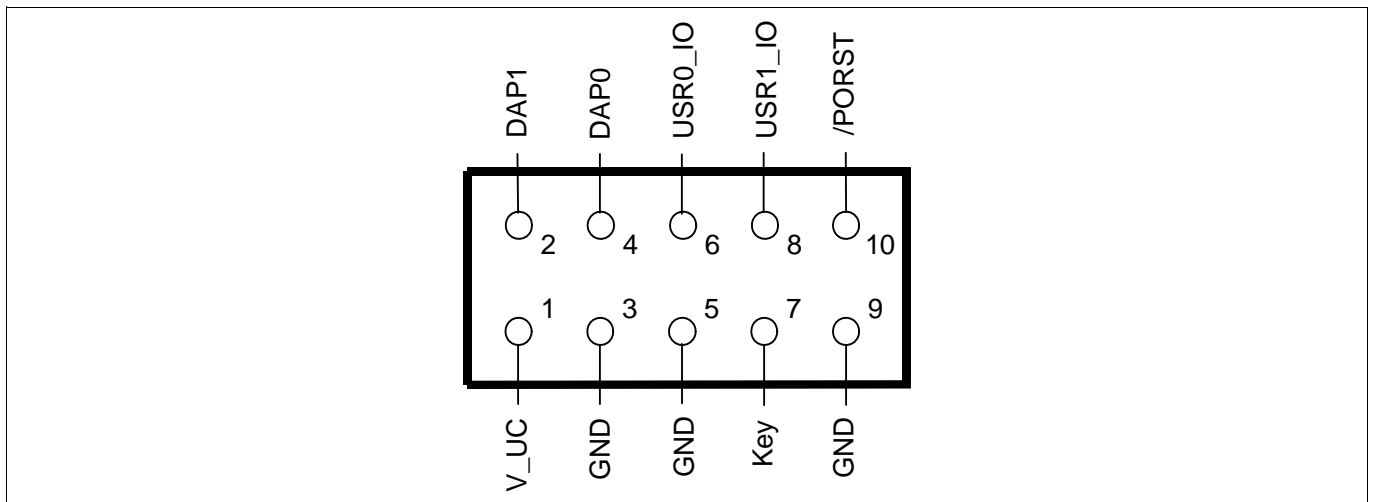 DAP1 DAP0 USR0_IO USR1_IO /PORST
2 4 6 8 10
1 3 5 7 9
V_UC GND GND Key GND